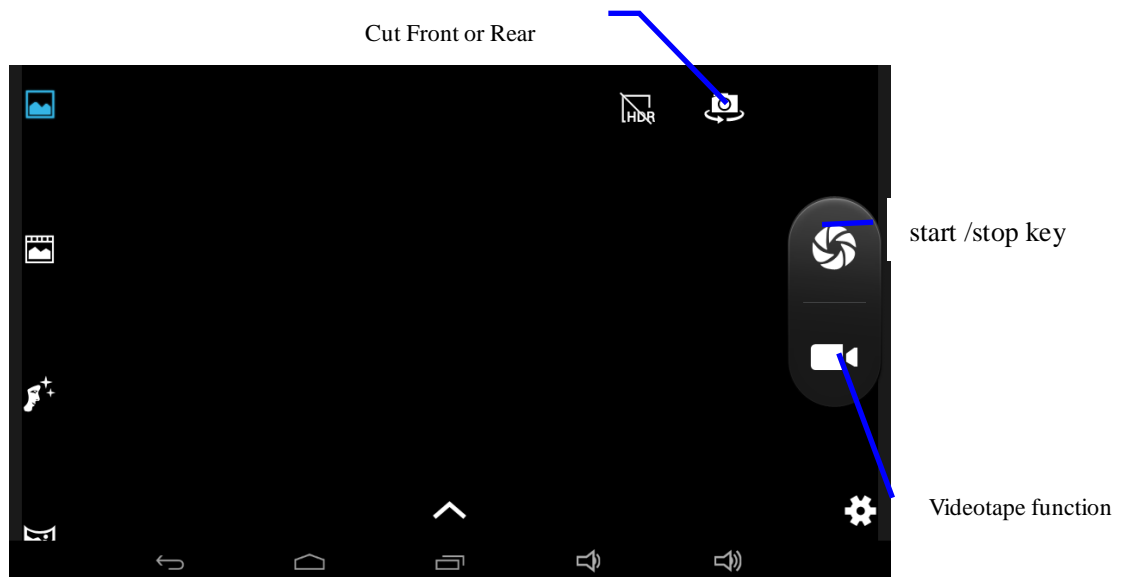 Cut Front or Rear
HDR
start /stop key
Videotape function